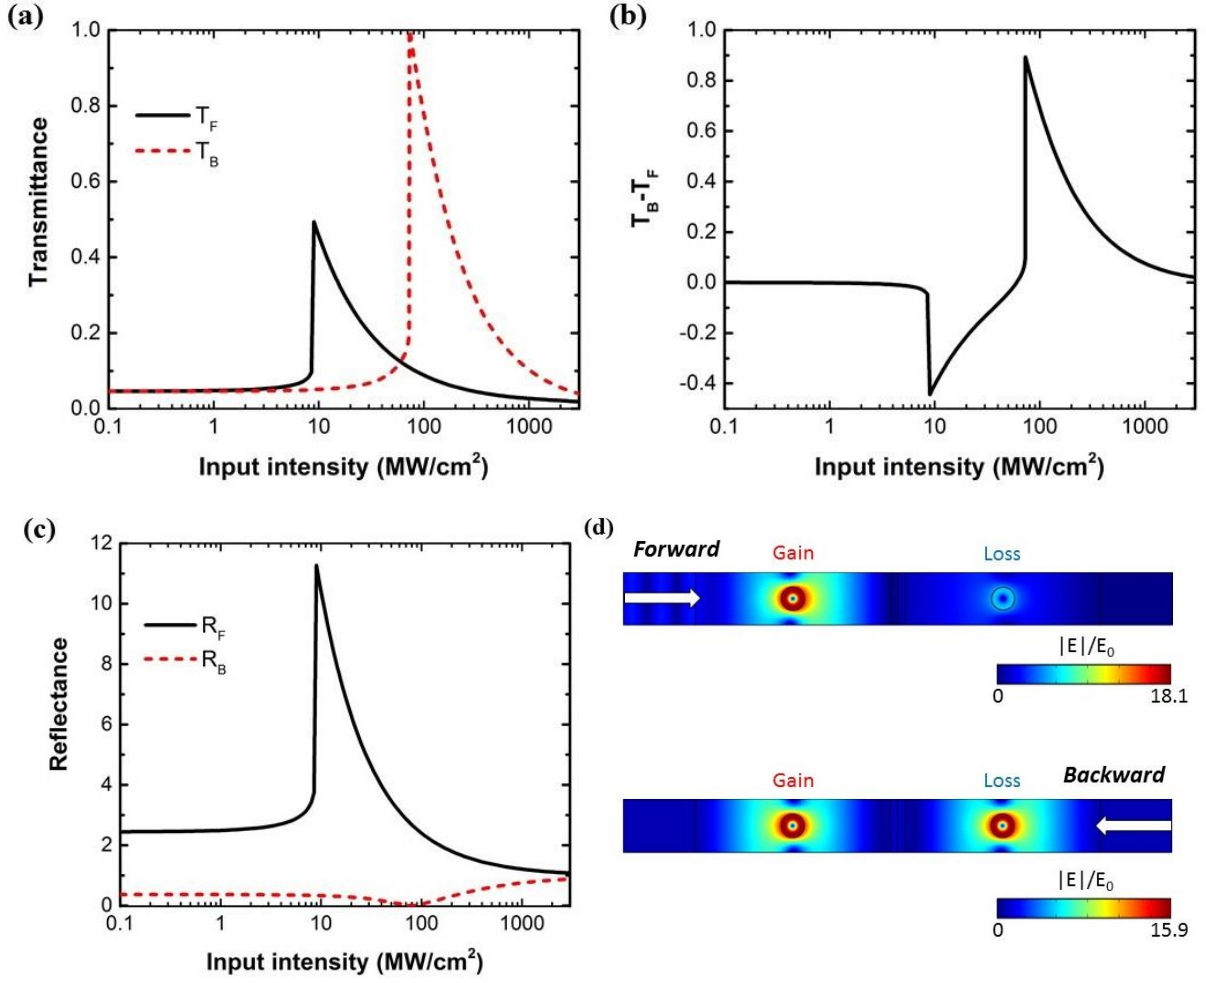 (a)
1.0
0.8
0.6
0.4
0.2
0.0
Transmittance
T_F
T_B
0.1 1 10 100 1000
Input intensity (MW/cm²)
(b)
1.0
0.8
0.6
0.4
0.2
0.0
-0.2
-0.4
T_B-T_F
0.1 1 10 100 1000
Input intensity (MW/cm²)
(c)
12
10
8
6
4
2
0
Reflectance
R_F
R_B
0.1 1 10 100 1000
Input intensity (MW/cm²)
(d)
Forward Gain Loss
|E|/E₀
0 18.1
Gain Loss Backward
|E|/E₀
0 15.9